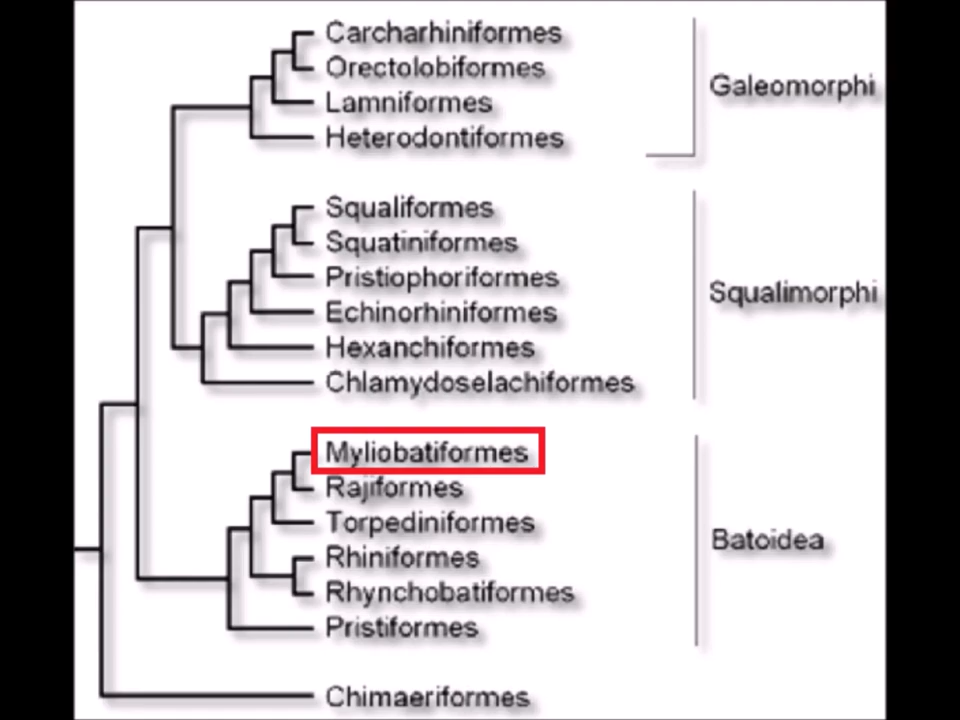 Carcharhiniformes
Orectolobiformes
Lamniformes
Heterodontiformes
Galeomorphi
Squaliformes
Squatiniformes
Pristiophoriformes
Echinorhiniformes
Hexanchiformes
Chlamydoselachiformes
Squalimorphi
Myliobatiformes
Rajiformes
Torpediniformes
Rhiniformes
Rhynchobatiformes
Pristiformes
Batoidea
Chimaeriformes